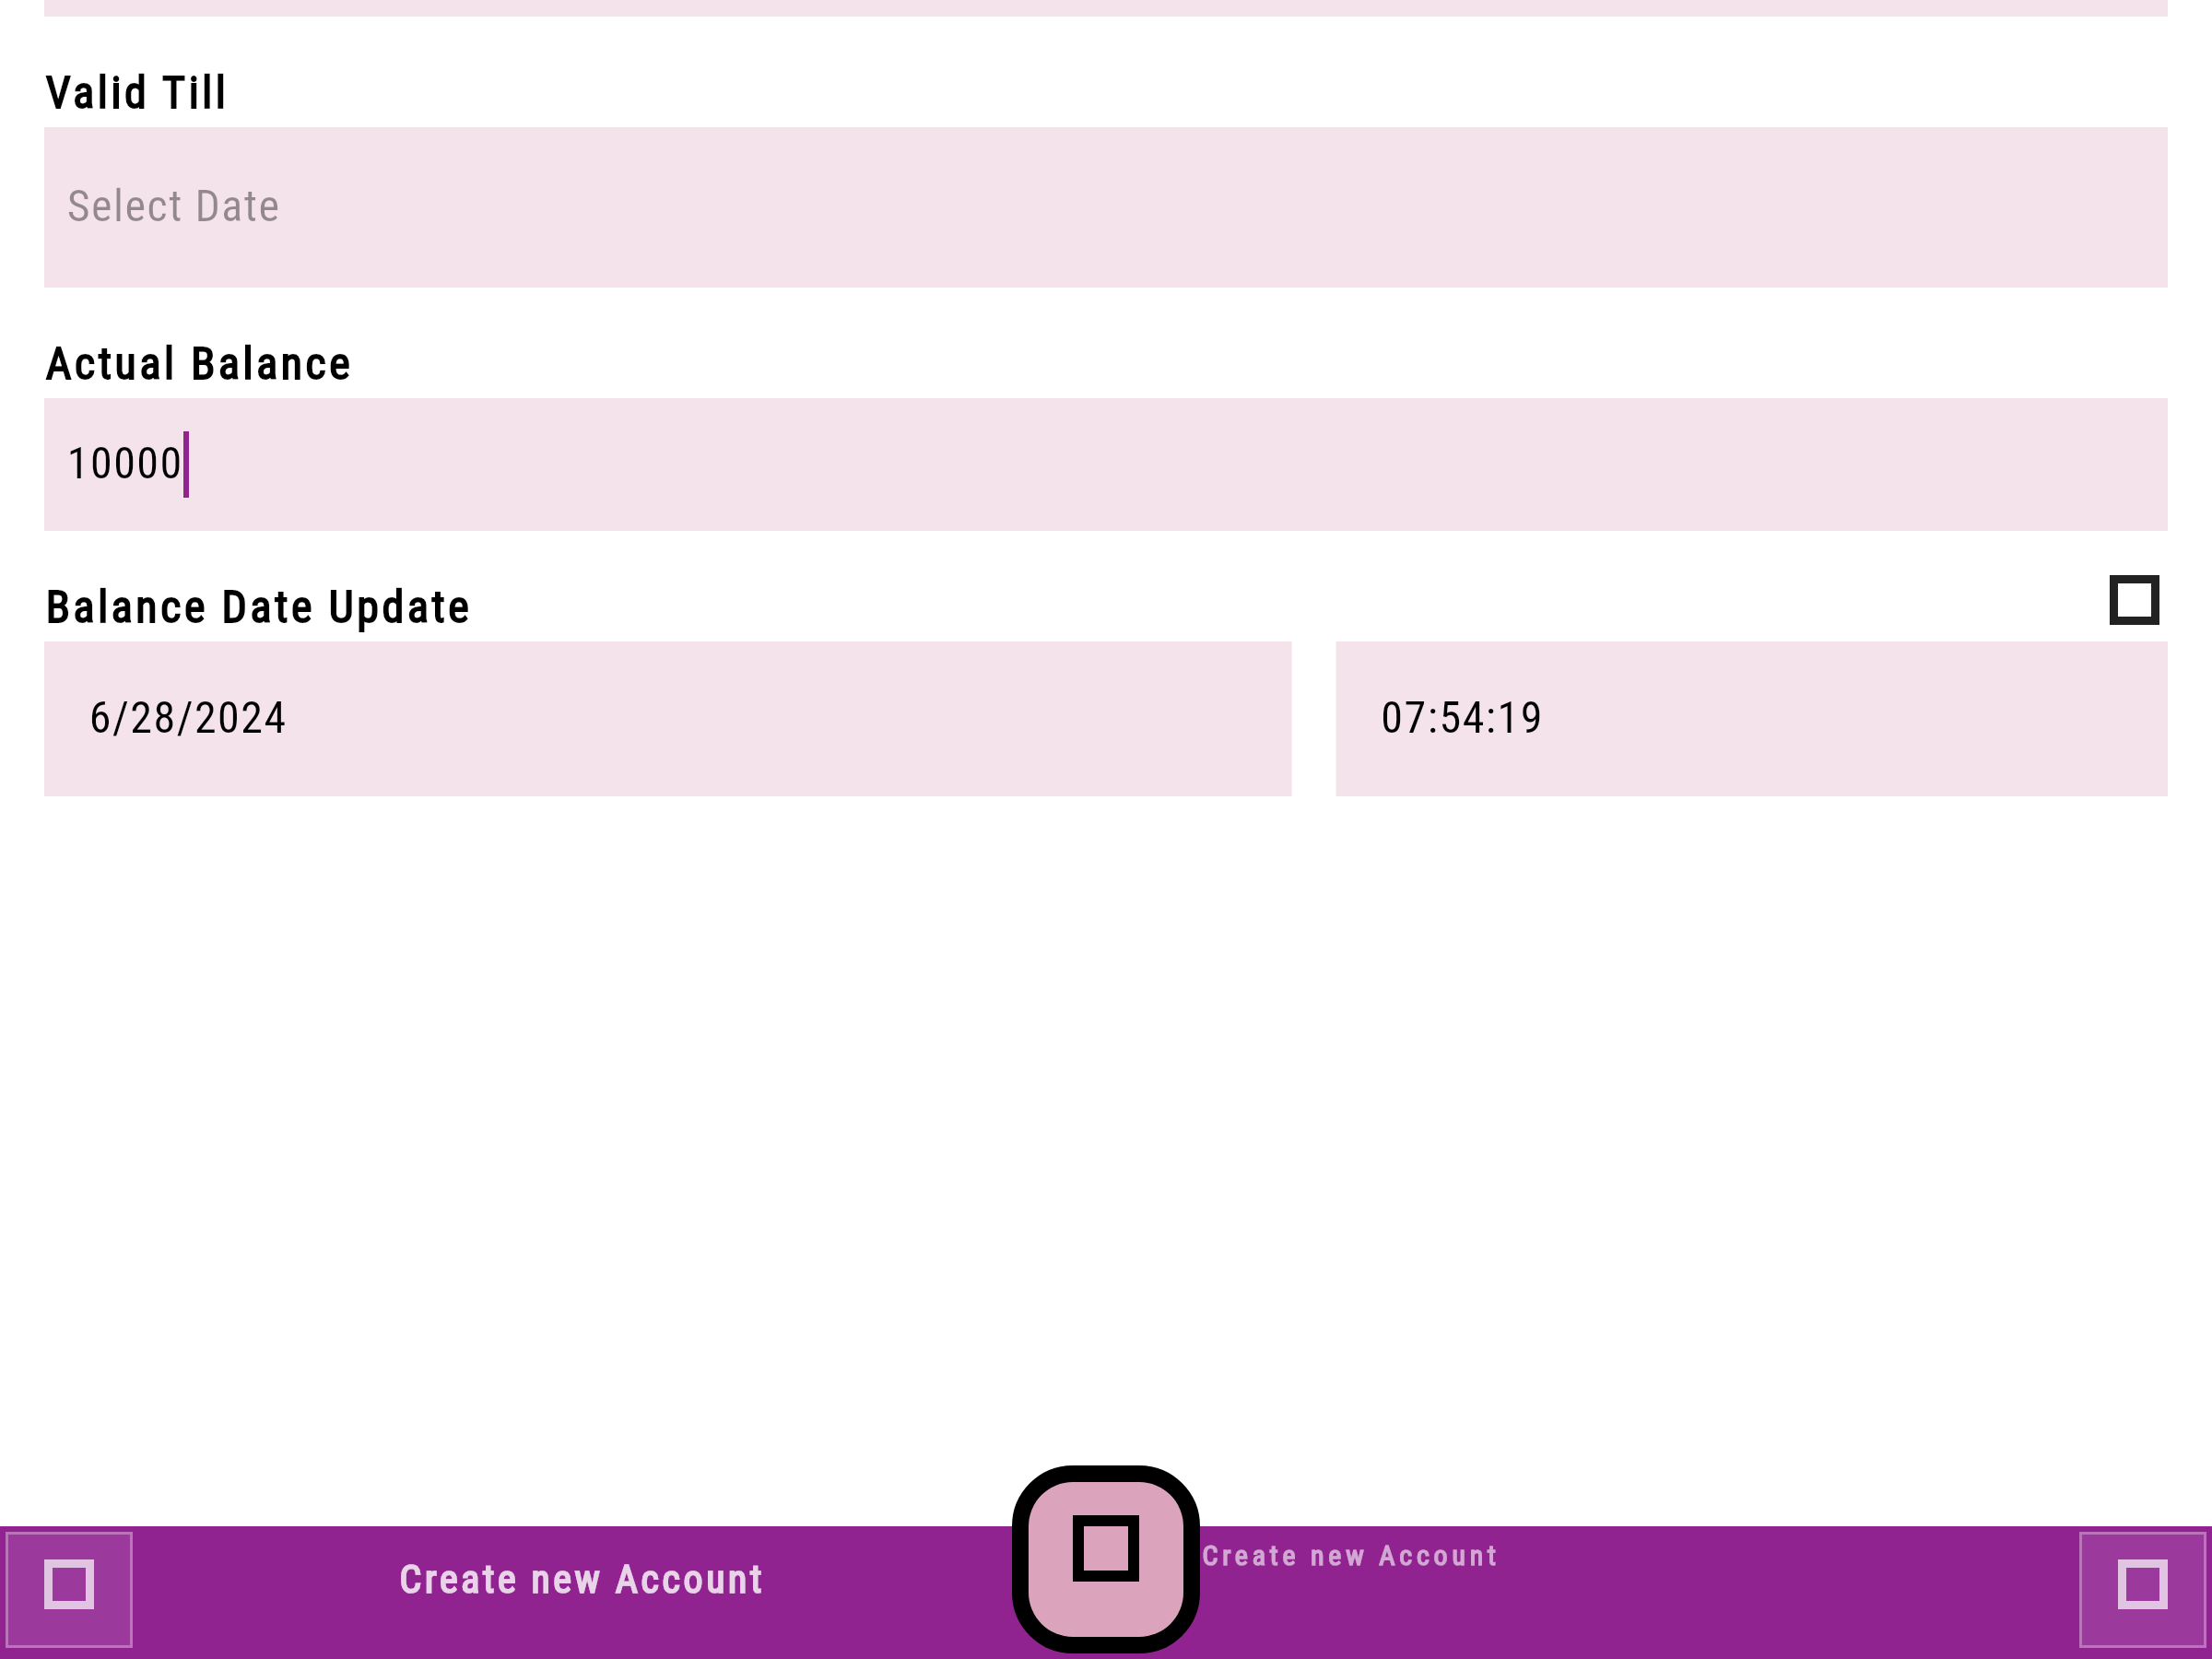 Valid Till
Select Date
Actual Balance
10000
Balance Date Update
6/28/2024 07:54:19
Create new Account Create new Account